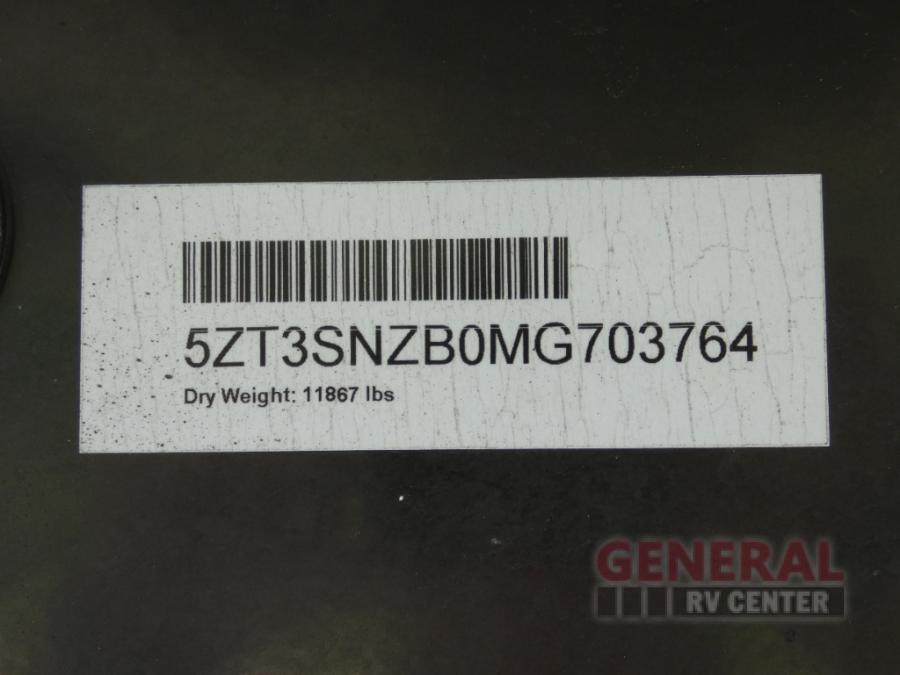 5ZT3SNZB0MG703764
Dry Weight: 11867 lbs
GENERAL
RV CENTER